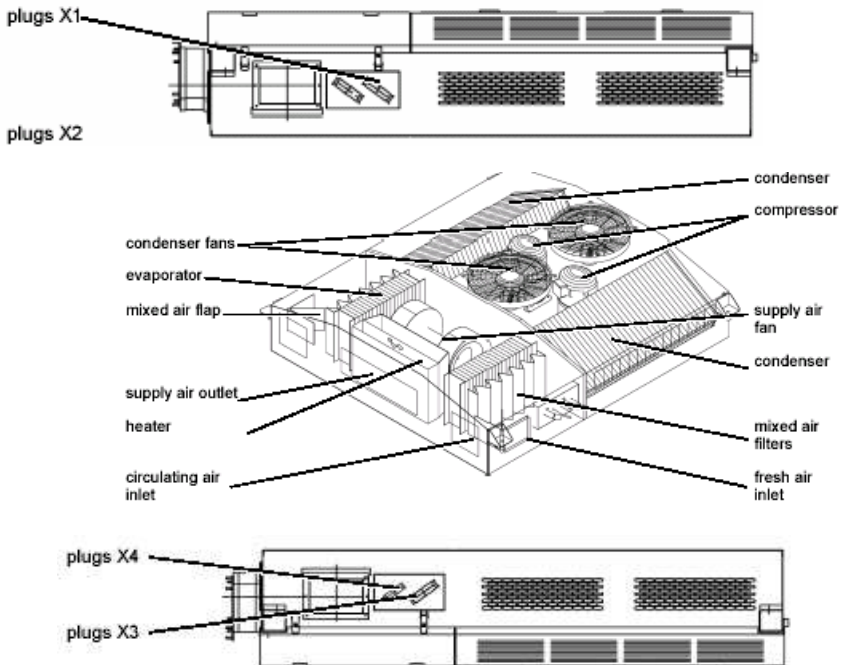 plugs X1
plugs X2
condenser
compressor
condenser fans
evaporator
mixed air flap
supply air
fan
condenser
supply air outlet
heater
mixed air
filters
circulating air
inlet
fresh air
inlet
plugs X4
plugs X3